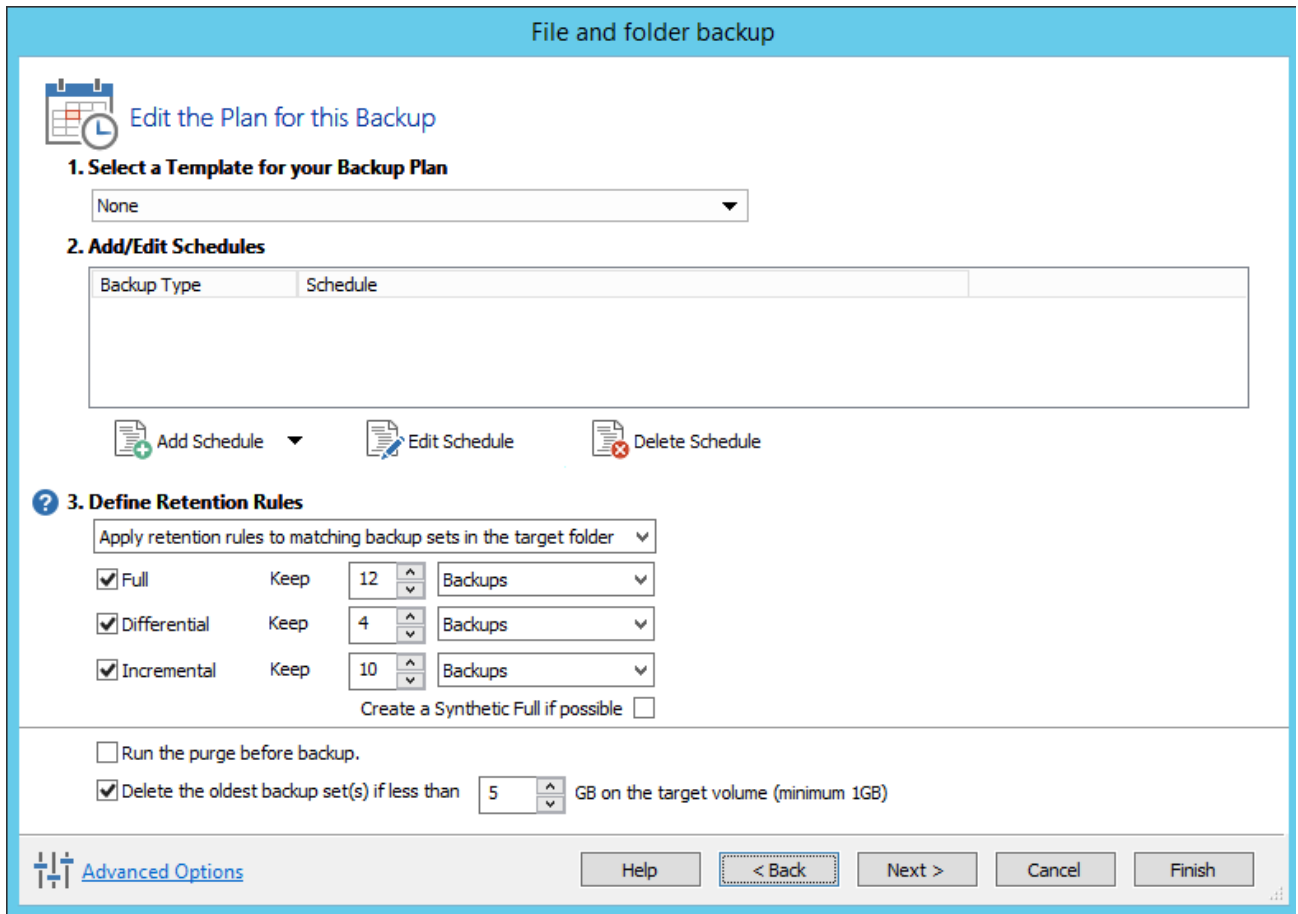 File and folder backup
Edit the Plan for this Backup
1. Select a Template for your Backup Plan
None
2. Add/Edit Schedules
Backup Type Schedule
Add Schedule Edit Schedule Delete Schedule
? 3. Define Retention Rules
Apply retention rules to matching backup sets in the target folder
Full Keep 12 Backups
Differential Keep 4 Backups
Incremental Keep 10 Backups
Create a Synthetic Full if possible
Run the purge before backup.
Delete the oldest backup set(s) if less than 5 GB on the target volume (minimum 1GB)
Advanced Options Help < Back Next > Cancel Finish